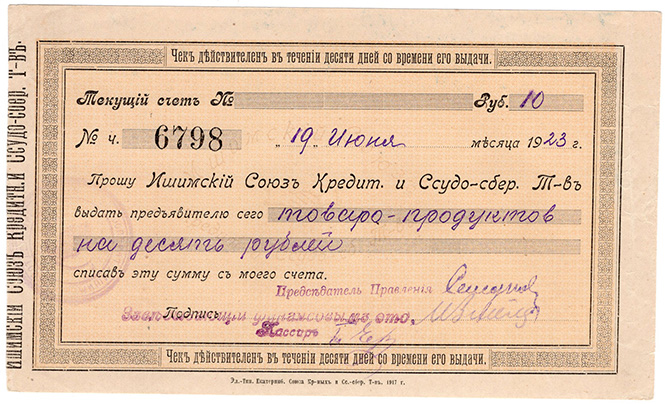 Чекъ дѣйствителенъ въ теченіи десяти дней со времени его выдачи.
Текущій счетъ № Руб. 10
№ ч. 6798 „19„ Июня мѣсяца 1923 г.
Прошу Ишимскій Союзъ Кредит. и Ссудо-сбер. Т-въ
выдать предъявителю сего товаро-продуктов
на десять рублей
списавъ эту сумму съ моего счета.
Предсѣдатель Правленія
Подпись
Кассиръ
Чекъ дѣйствителенъ въ теченіи десяти дней со времени его выдачи.
Эл.-Тип. Екатеринб. Союза Кр-выхъ и Сс.-сбер. Т-въ. 1917 г.
Ишимскій Союзъ Кредитн. и Ссудо-сбер. Т-въ.